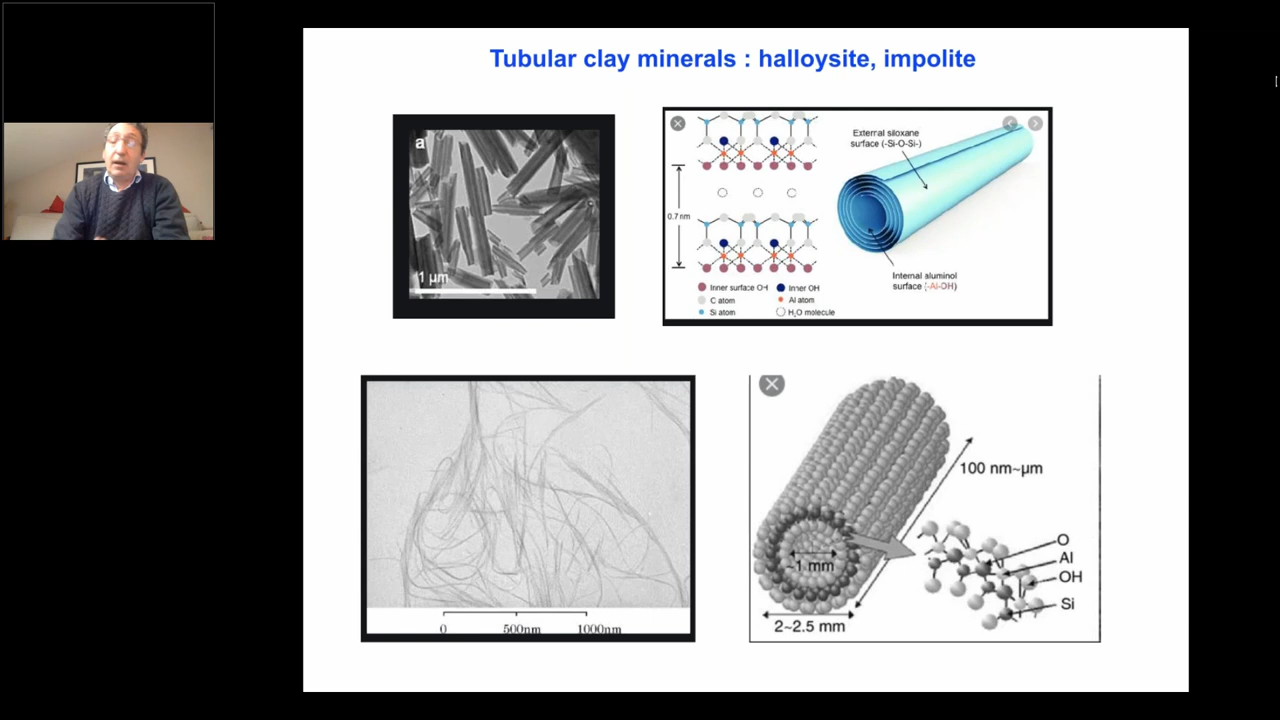 Tubular clay minerals : halloysite, impolite
a
1 µm
0.7 nm
External siloxane
surface (-Si-O-Si-)
Internal aluminol
surface (-Al-OH)
Inner surface OH
Inner OH
C atom
Al atom
Si atom
H₂O molecule
0
500nm
1000nm
100 nm~µm
~1 mm
2~2.5 mm
O
Al
OH
Si